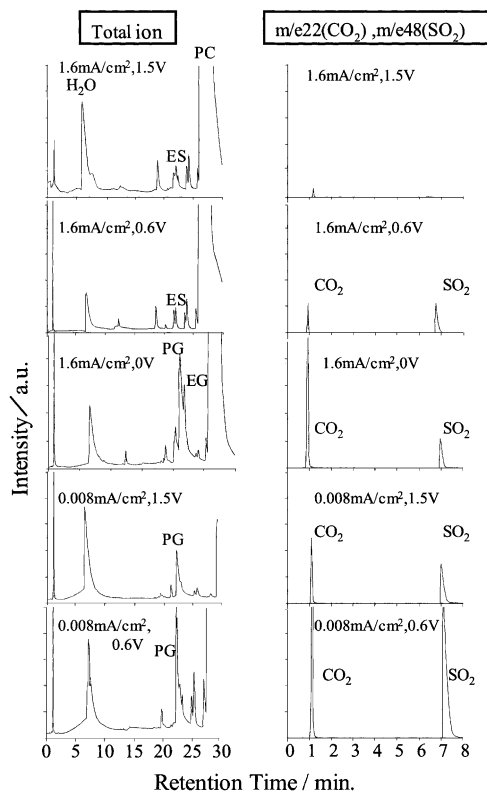 Total ion
m/e22(CO₂) ,m/e48(SO₂)
1.6mA/cm²,1.5V
H₂O
ES
PC
1.6mA/cm²,1.5V
1.6mA/cm²,0.6V
ES
1.6mA/cm²,0.6V
CO₂
SO₂
1.6mA/cm²,0V
PG
EG
1.6mA/cm²,0V
CO₂
SO₂
0.008mA/cm²,1.5V
PG
0.008mA/cm²,1.5V
CO₂
SO₂
0.008mA/cm²,
0.6V
PG
0.008mA/cm²,0.6V
CO₂
SO₂
Intensity/ a.u.
0 5 10 15 20 25 30
0 1 2 3 4 5 6 7 8
Retention Time / min.